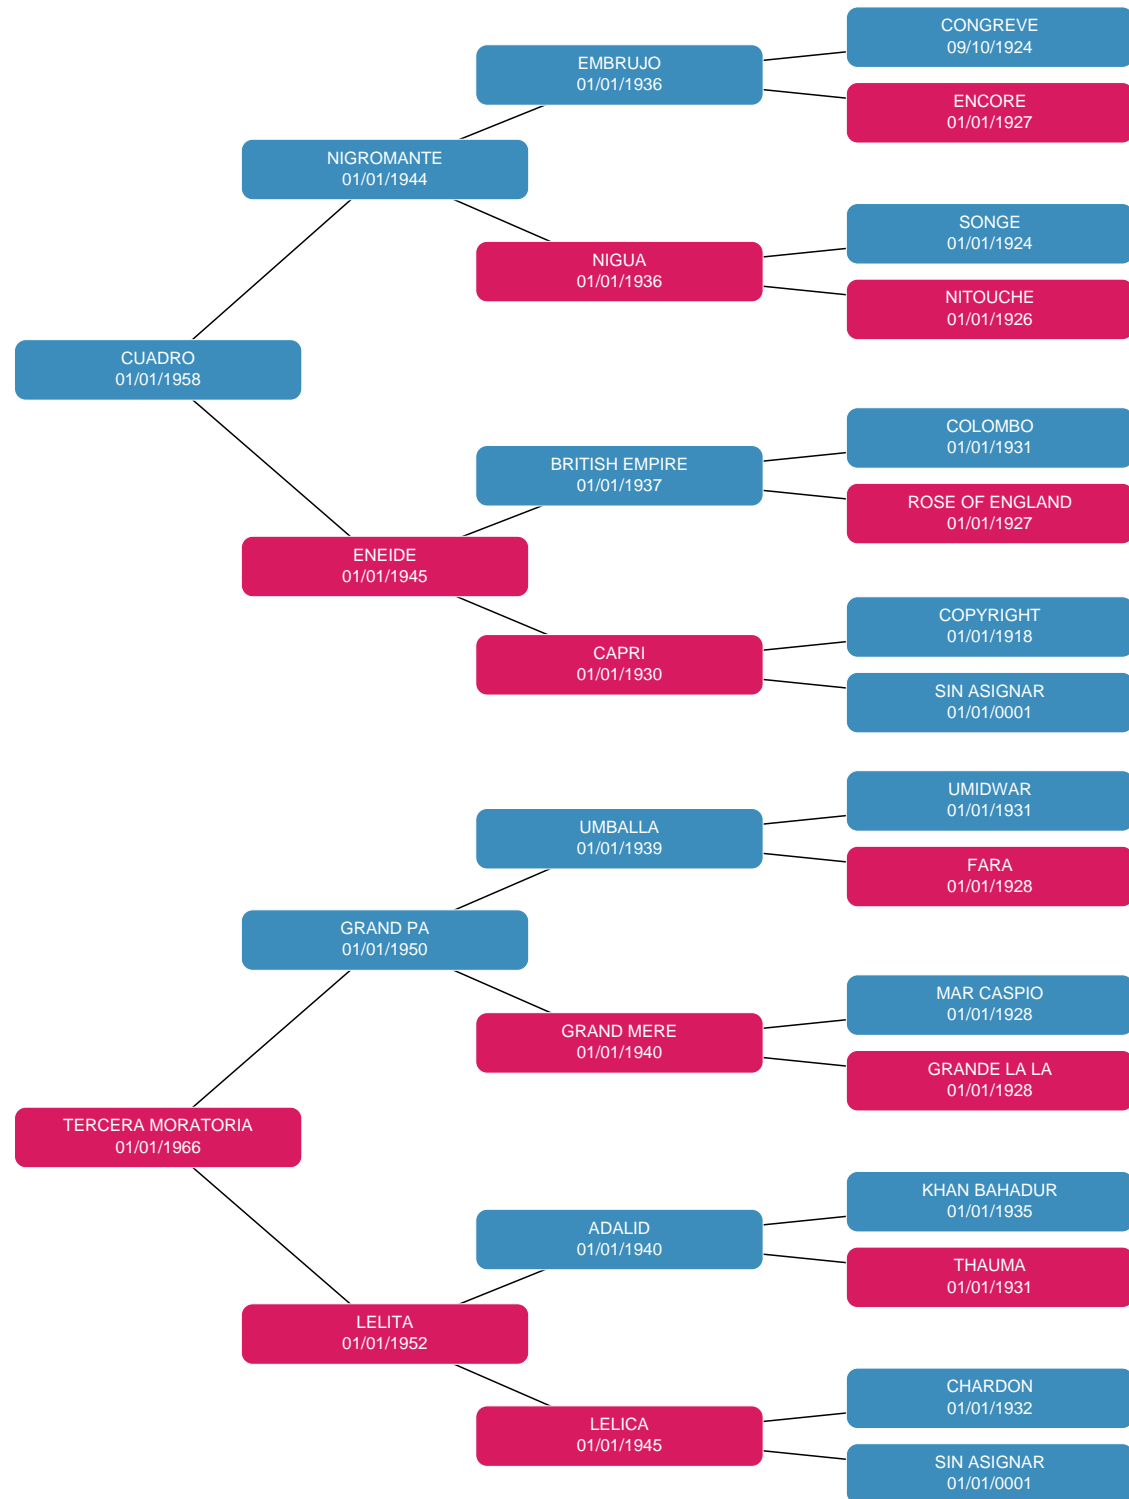 CONGREVE
09/10/1924
EMBRUJO
01/01/1936
ENCORE
01/01/1927
NIGROMANTE
01/01/1944
SONGE
01/01/1924
NIGUA
01/01/1936
NITOUCHE
01/01/1926
CUADRO
01/01/1958
COLOMBO
01/01/1931
BRITISH EMPIRE
01/01/1937
ROSE OF ENGLAND
01/01/1927
ENEIDE
01/01/1945
COPYRIGHT
01/01/1918
CAPRI
01/01/1930
SIN ASIGNAR
01/01/0001
UMIDWAR
01/01/1931
UMBALLA
01/01/1939
FARA
01/01/1928
GRAND PA
01/01/1950
MAR CASPIO
01/01/1928
GRAND MERE
01/01/1940
GRANDE LA LA
01/01/1928
TERCERA MORATORIA
01/01/1966
KHAN BAHADUR
01/01/1935
ADALID
01/01/1940
THAUMA
01/01/1931
LELITA
01/01/1952
CHARDON
01/01/1932
LELICA
01/01/1945
SIN ASIGNAR
01/01/0001